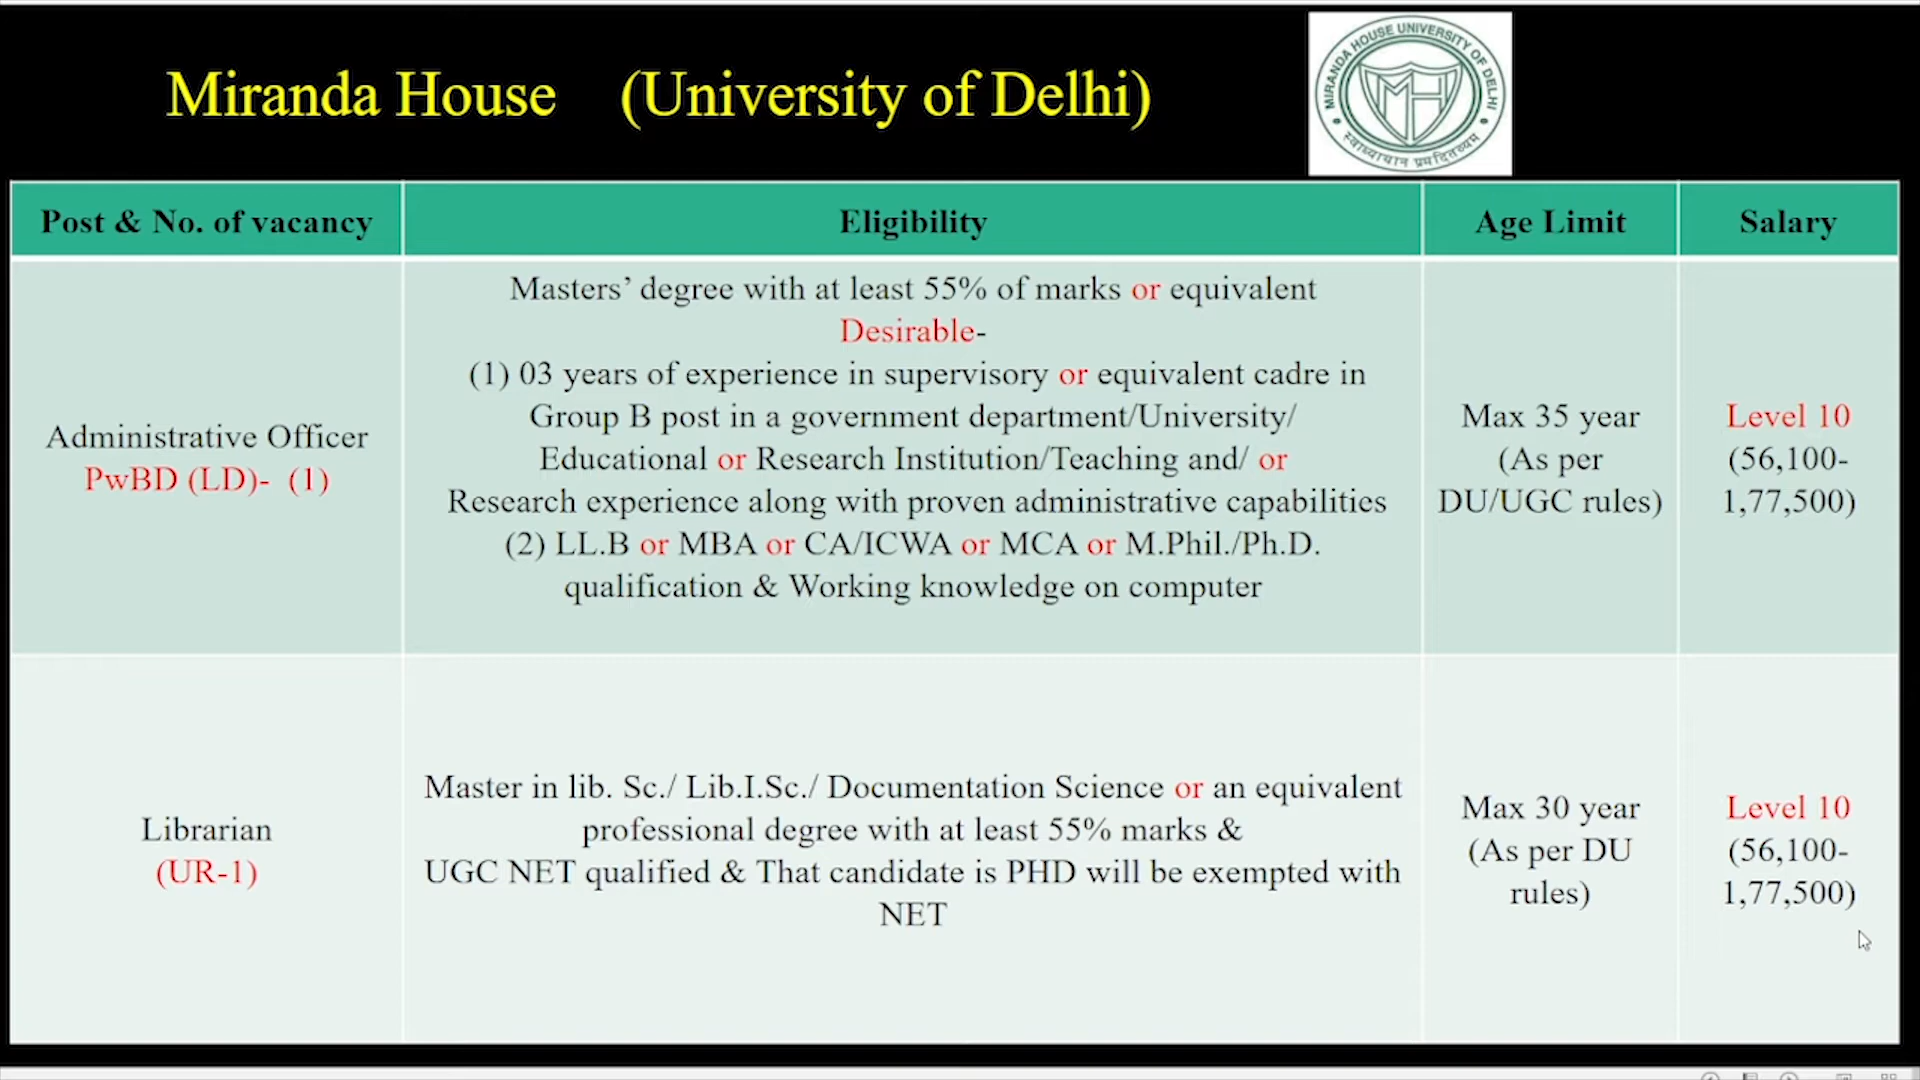 Miranda House (University of Delhi)
MIRANDA HOUSE UNIVERSITY OF DELHI
MH
स्वाध्यायान्न प्रमदितव्यम्
Post & No. of vacancy
Eligibility
Age Limit
Salary
Administrative Officer
PwBD (LD)- (1)
Masters’ degree with at least 55% of marks or equivalent
Desirable-
(1) 03 years of experience in supervisory or equivalent cadre in
Group B post in a government department/University/
Educational or Research Institution/Teaching and/ or
Research experience along with proven administrative capabilities
(2) LL.B or MBA or CA/ICWA or MCA or M.Phil./Ph.D.
qualification & Working knowledge on computer
Max 35 year
(As per
DU/UGC rules)
Level 10
(56,100-
1,77,500)
Librarian
(UR-1)
Master in lib. Sc./ Lib.I.Sc./ Documentation Science or an equivalent
professional degree with at least 55% marks &
UGC NET qualified & That candidate is PHD will be exempted with
NET
Max 30 year
(As per DU
rules)
Level 10
(56,100-
1,77,500)